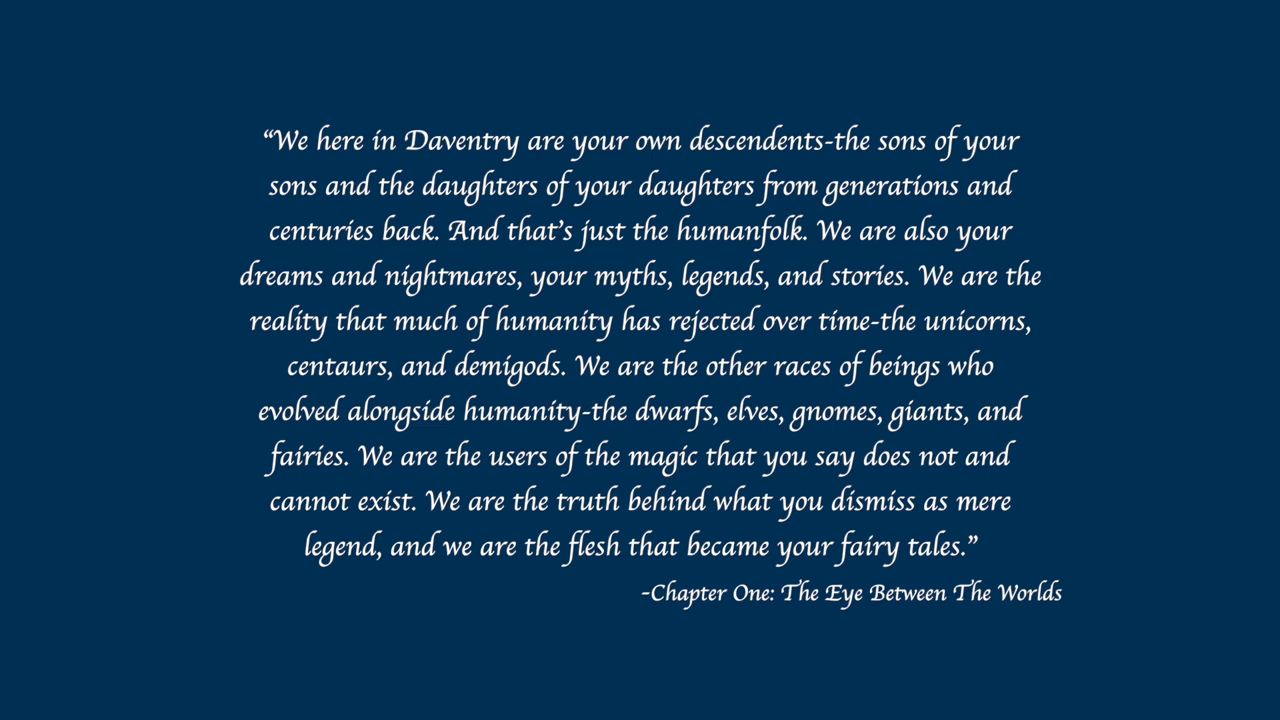 “We here in Daventry are your own descendents-the sons of your
sons and the daughters of your daughters from generations and
centuries back. And that’s just the humanfolk. We are also your
dreams and nightmares, your myths, legends, and stories. We are the
reality that much of humanity has rejected over time-the unicorns,
centaurs, and demigods. We are the other races of beings who
evolved alongside humanity-the dwarfs, elves, gnomes, giants, and
fairies. We are the users of the magic that you say does not and
cannot exist. We are the truth behind what you dismiss as mere
legend, and we are the flesh that became your fairy tales.”
-Chapter One: The Eye Between The Worlds